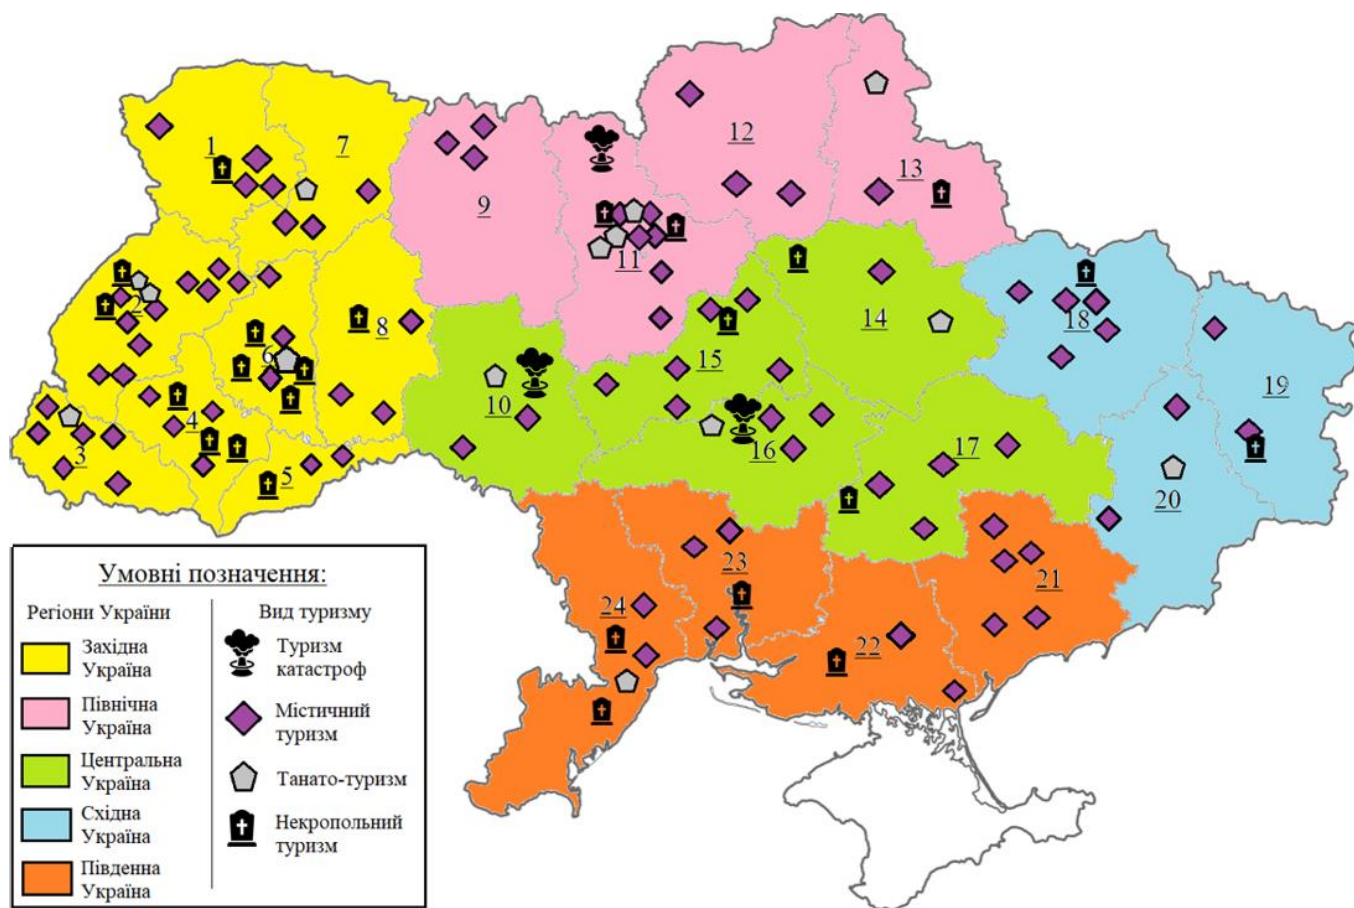 12
1
7
13
9
11
2
8
14
18
6
15
19
10
4
16
17
3
5
20
23
21
24
22
Умовні позначення:
Регіони України
Вид туризму
Західна
Україна
Північна
Україна
Центральна
Україна
Східна
Україна
Південна
Україна
Туризм
катастроф
Містичний
туризм
Танато-туризм
Некропольний
туризм